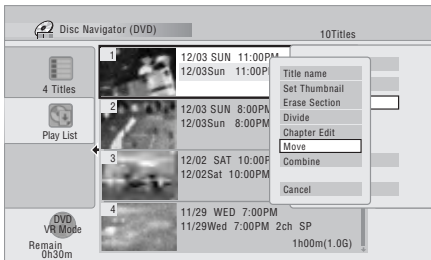 Disc Navigator (DVD)
10Titles
4 Titles
Play List
DVD
VR Mode
Remain
0h30m
1
12/03 SUN 11:00PM
12/03Sun 11:00P
2
12/03 SUN 8:00PM
12/03Sun 8:00PM
3
12/02 SAT 10:00P
12/02Sat 10:00PM
4
11/29 WED 7:00PM
11/29Wed 7:00PM 2ch SP
1h00m(1.0G)
Title name
Set Thumbnail
Erase Section
Divide
Chapter Edit
Move
Combine
Cancel